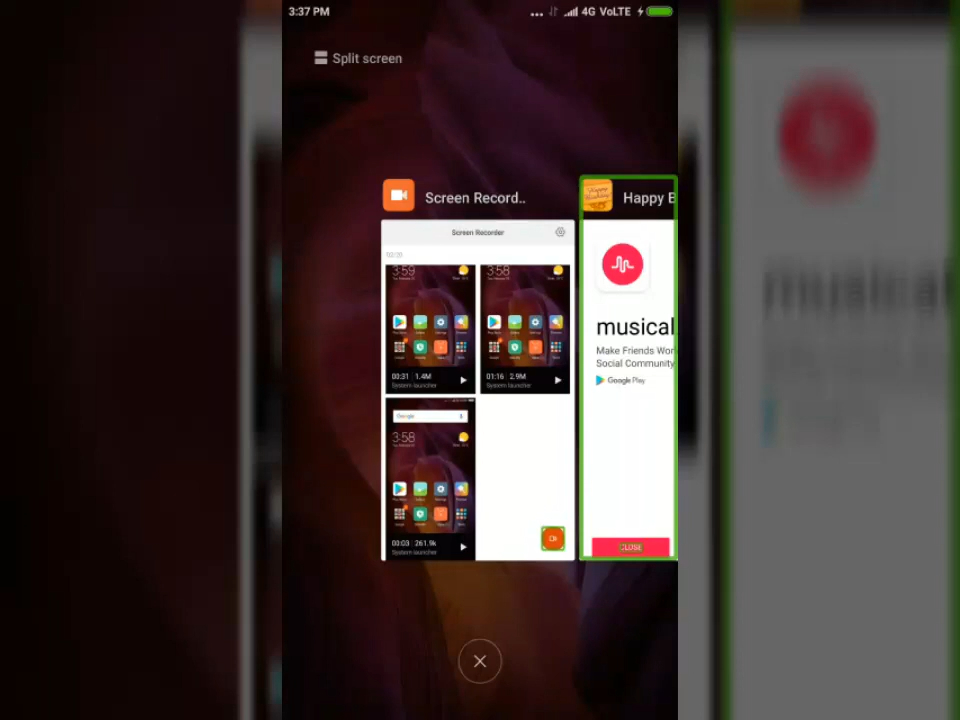 3:37 PM
4G VoLTE
Split screen
Screen Record..
Happy B
Screen Recorder
3:59
3:58
00:31 1.4M
System launcher
01:16 2.9M
System launcher
Google
3:58
00:03 261.9k
System launcher
musical
Make Friends Wor
Social Community
Google Play
CLOSE